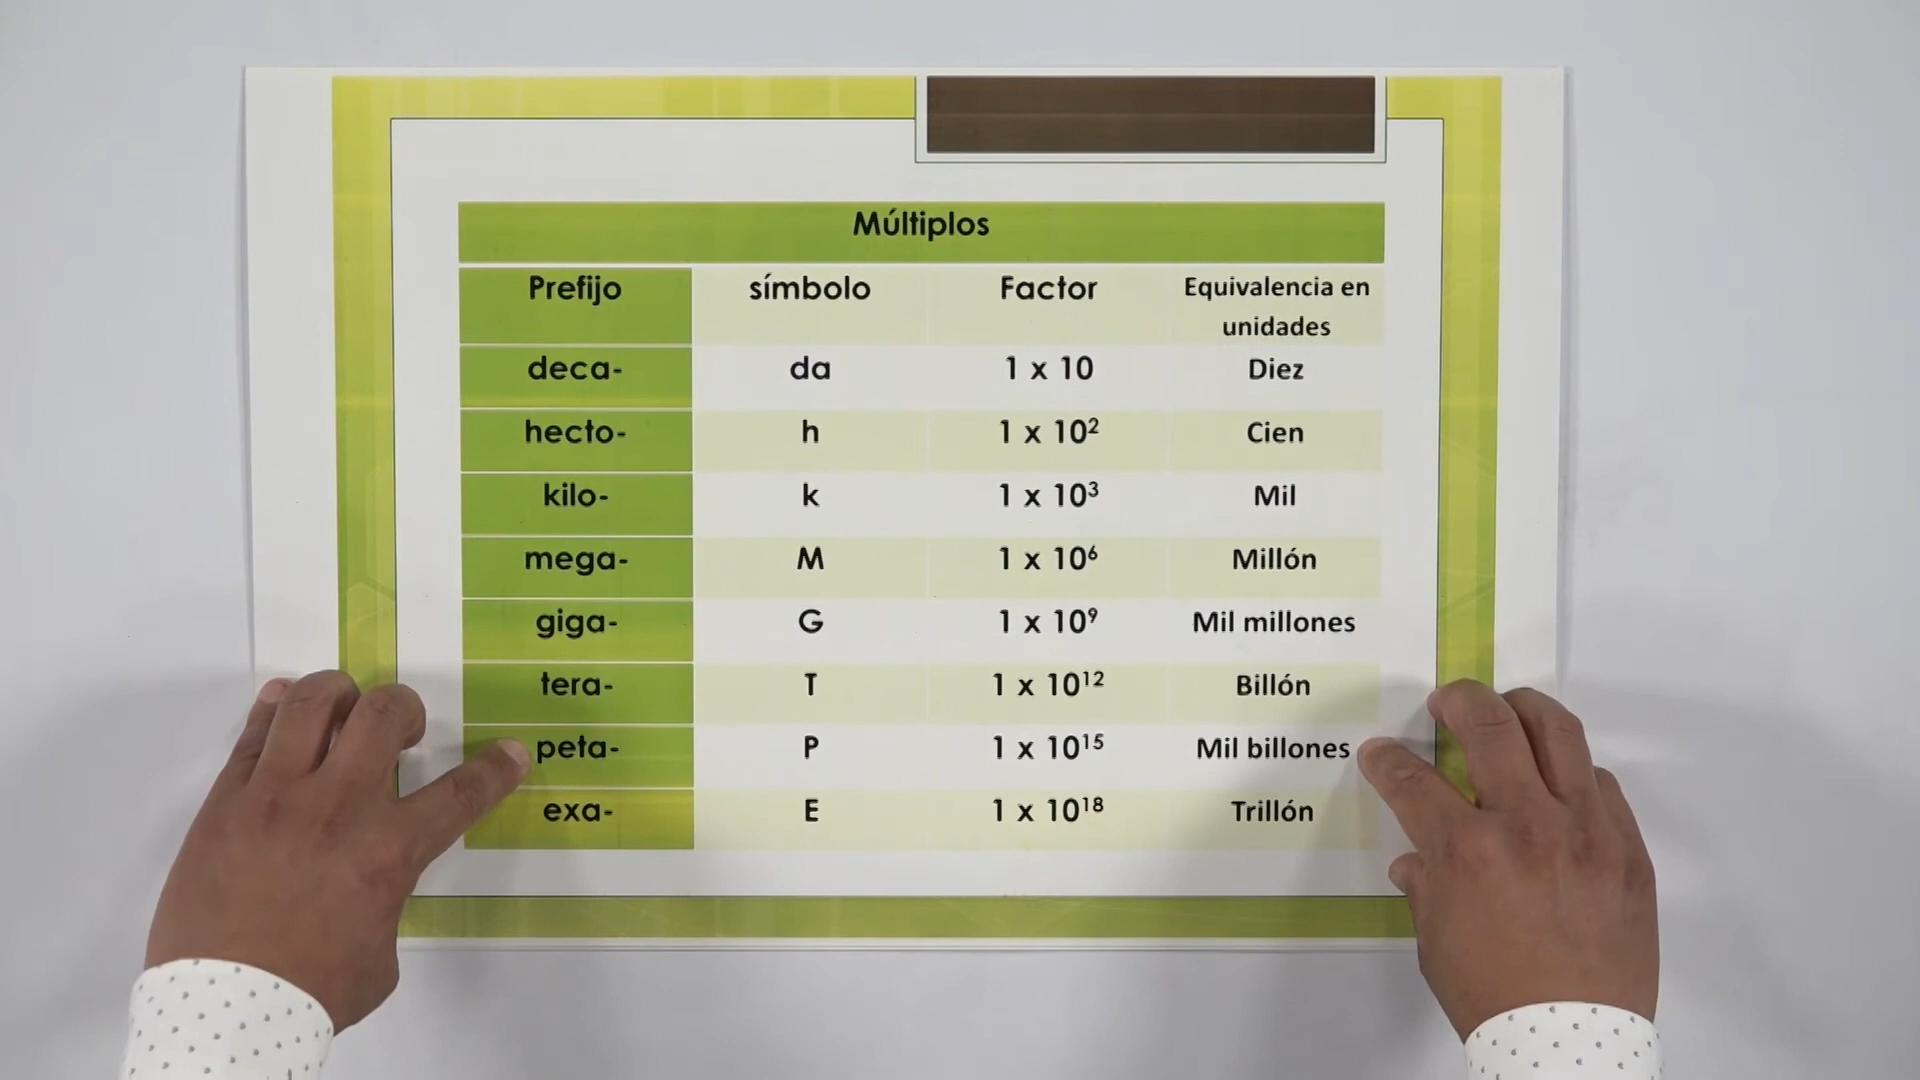 Múltiplos
Prefijo símbolo Factor Equivalencia en
unidades
deca- da 1 x 10 Diez
hecto- h 1 x 10² Cien
kilo- k 1 x 10³ Mil
mega- M 1 x 10⁶ Millón
giga- G 1 x 10⁹ Mil millones
tera- T 1 x 10¹² Billón
peta- P 1 x 10¹⁵ Mil billones
exa- E 1 x 10¹⁸ Trillón